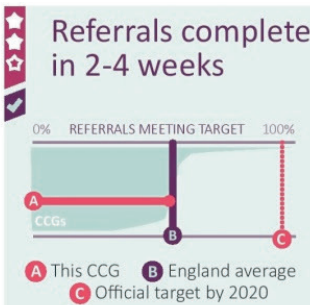 Referrals complete
in 2-4 weeks
0% REFERRALS MEETING TARGET 100%
A
CCGs
B
C
A This CCG B England average
C Official target by 2020